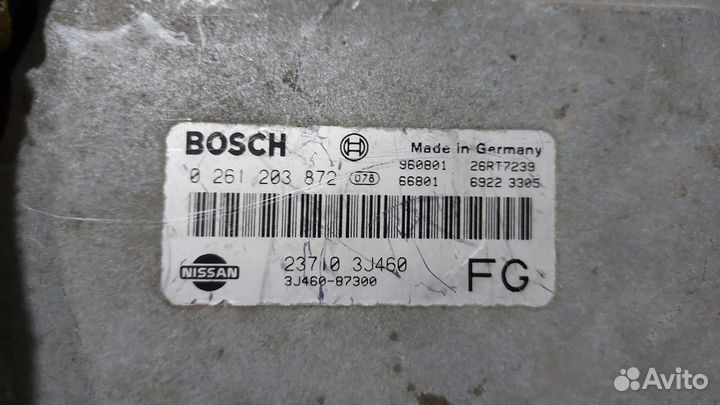 BOSCH Made in Germany
0 261 203 872 078 960801 26RT7239
66801 6922 3305
NISSAN 23710 3J460 FG
3J460-87300
Avito